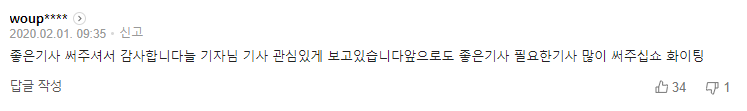 woup****
2020.02.01. 09:35 · 신고
좋은기사 써주셔서 감사합니다늘 기자님 기사 관심있게 보고있습니다앞으로도 좋은기사 필요한기사 많이 써주십쇼 화이팅
답글 작성 34 1